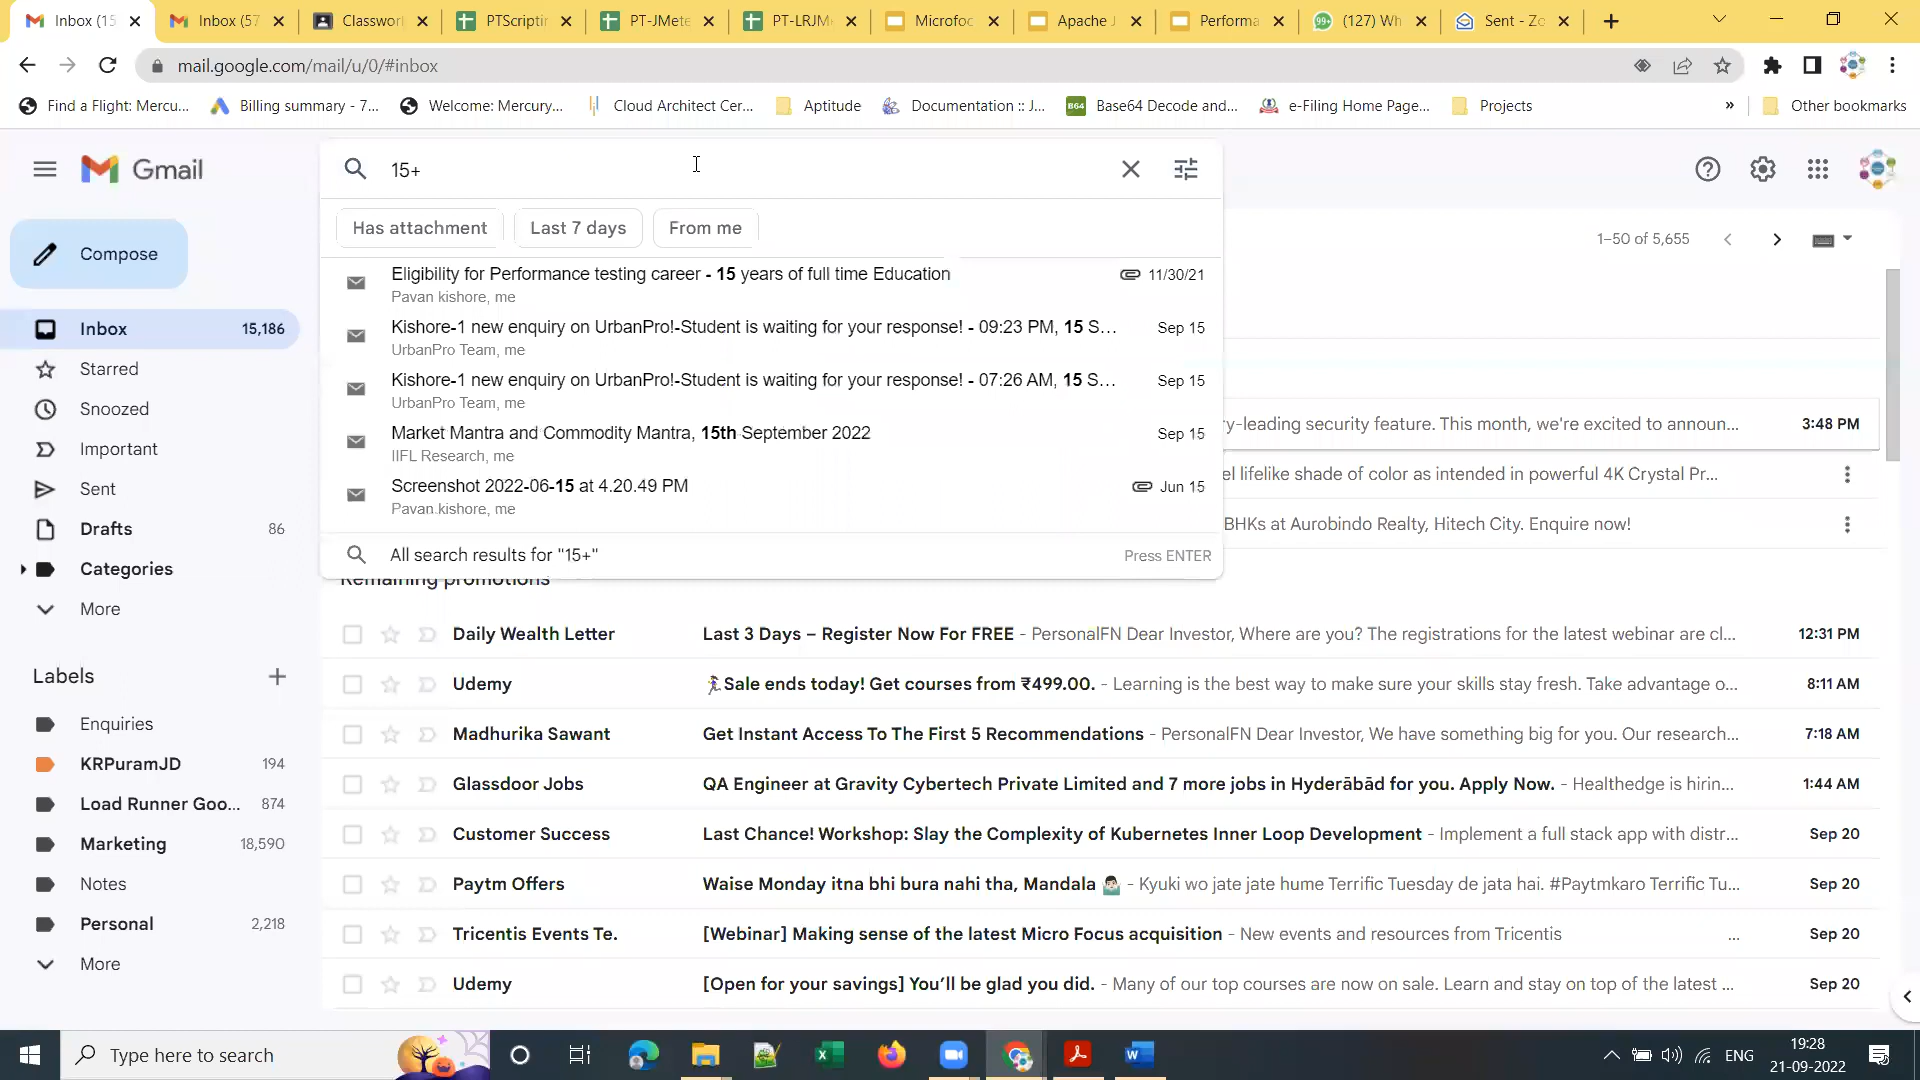 Inbox (15
Inbox (57
Classwor
PTScriptin
PT-JMete
PT-LRJM
Microfoc
Apache J
Performa
99+
(127) Wh
Sent - Zo
mail.google.com/mail/u/0/#inbox
Find a Flight: Mercu...
Billing summary - 7...
Welcome: Mercury...
Cloud Architect Cer...
Aptitude
Documentation :: J...
B64
Base64 Decode and...
e-Filing Home Page...
Projects
»
Other bookmarks
Gmail
15+
Has attachment
Last 7 days
From me
Compose
1–50 of 5,655
Eligibility for Performance testing career - 15 years of full time Education
11/30/21
Pavan kishore, me
Kishore-1 new enquiry on UrbanPro!-Student is waiting for your response! - 09:23 PM, 15 S...
Sep 15
UrbanPro Team, me
Kishore-1 new enquiry on UrbanPro!-Student is waiting for your response! - 07:26 AM, 15 S...
Sep 15
UrbanPro Team, me
Market Mantra and Commodity Mantra, 15th September 2022
Sep 15
IIFL Research, me
Screenshot 2022-06-15 at 4.20.49 PM
Jun 15
Pavan kishore, me
All search results for "15+"
Press ENTER
Inbox 15,186
Starred
Snoozed
Important
Sent
Drafts 86
Categories
More
y-leading security feature. This month, we're excited to announ...
3:48 PM
el lifelike shade of color as intended in powerful 4K Crystal Pr...
BHKs at Aurobindo Realty, Hitech City. Enquire now!
Remaining promotions
Daily Wealth Letter
Last 3 Days – Register Now For FREE - PersonalFN Dear Investor, Where are you? The registrations for the latest webinar are cl...
12:31 PM
Udemy
Sale ends today! Get courses from ₹499.00. - Learning is the best way to make sure your skills stay fresh. Take advantage o...
8:11 AM
Madhurika Sawant
Get Instant Access To The First 5 Recommendations - PersonalFN Dear Investor, We have something big for you. Our research...
7:18 AM
Glassdoor Jobs
QA Engineer at Gravity Cybertech Private Limited and 7 more jobs in Hyderābād for you. Apply Now. - Healthedge is hirin...
1:44 AM
Customer Success
Last Chance! Workshop: Slay the Complexity of Kubernetes Inner Loop Development - Implement a full stack app with distr...
Sep 20
Paytm Offers
Waise Monday itna bhi bura nahi tha, Mandala - Kyuki wo jate jate hume Terrific Tuesday de jata hai. #Paytmkaro Terrific Tu...
Sep 20
Tricentis Events Te.
[Webinar] Making sense of the latest Micro Focus acquisition - New events and resources from Tricentis ...
Sep 20
Udemy
[Open for your savings] You'll be glad you did. - Many of our top courses are now on sale. Learn and stay on top of the latest ...
Sep 20
Labels
Enquiries
KRPuramJD 194
Load Runner Goo... 874
Marketing 18,590
Notes
Personal 2,218
More
Type here to search
ENG
19:28
21-09-2022